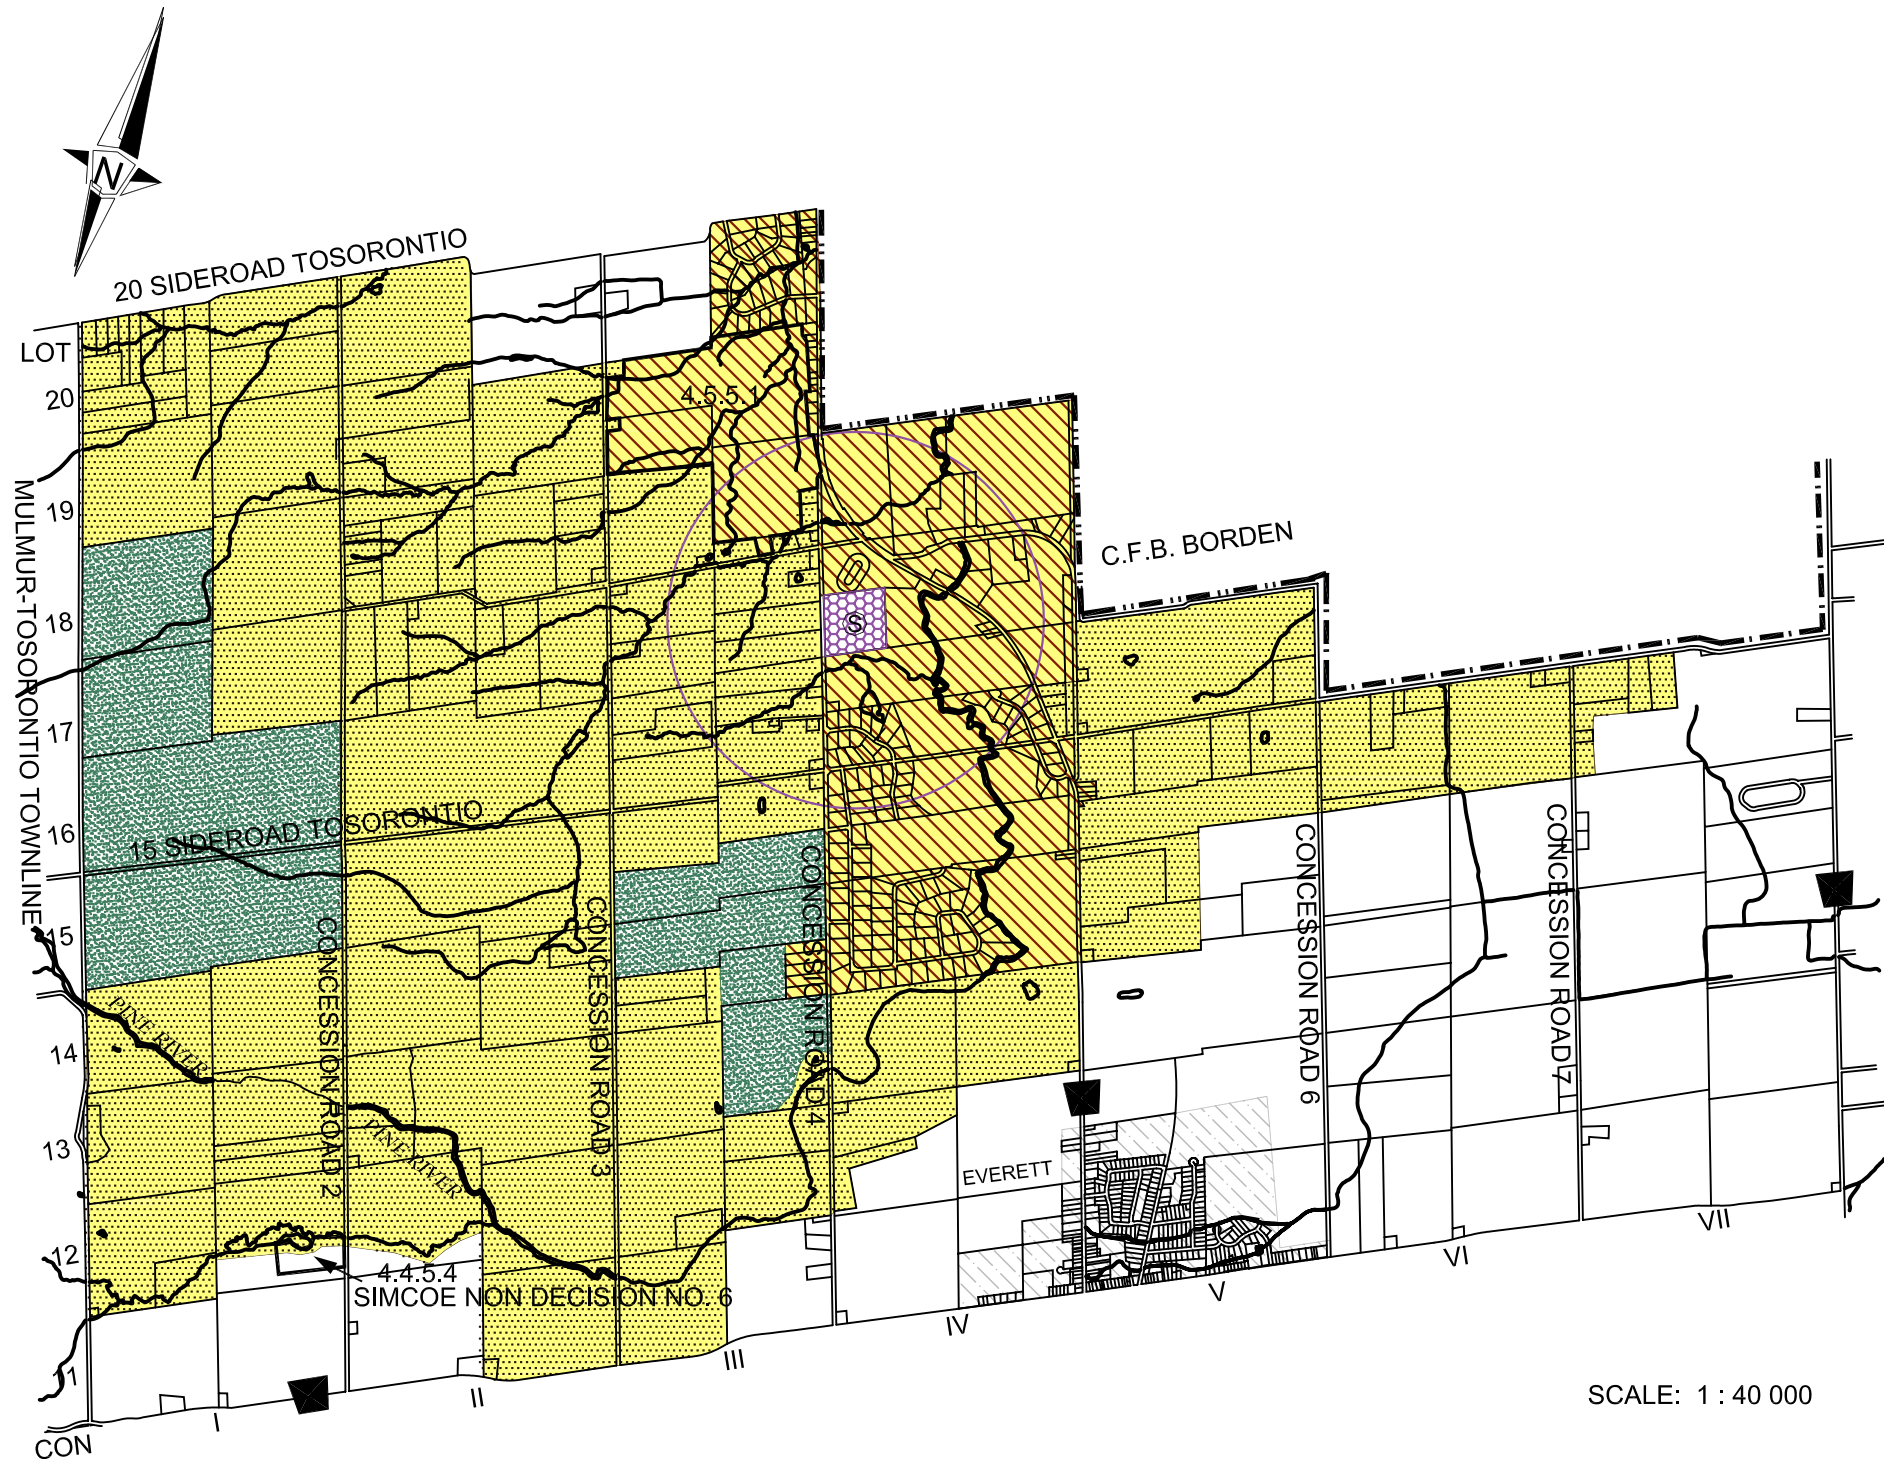 N
20 SIDEROAD TOSORONTIO
LOT
20
19
18
17
16
15
14
13
12
11
CON
MULMUR-TOSORONTIO TOWNLINE
4.5.5.1
C.F.B. BORDEN
S
15 SIDEROAD TOSORONTIO
CONCESSION ROAD 2
CONCESSION ROAD 3
CONCESSION ROAD 4
CONCESSION ROAD 6
CONCESSION ROAD 7
PINE RIVER
PINE RIVER
EVERETT
4.4.5.4
SIMCOE NON DECISION NO. 6
I
II
III
IV
V
VI
VII
SCALE: 1 : 40 000